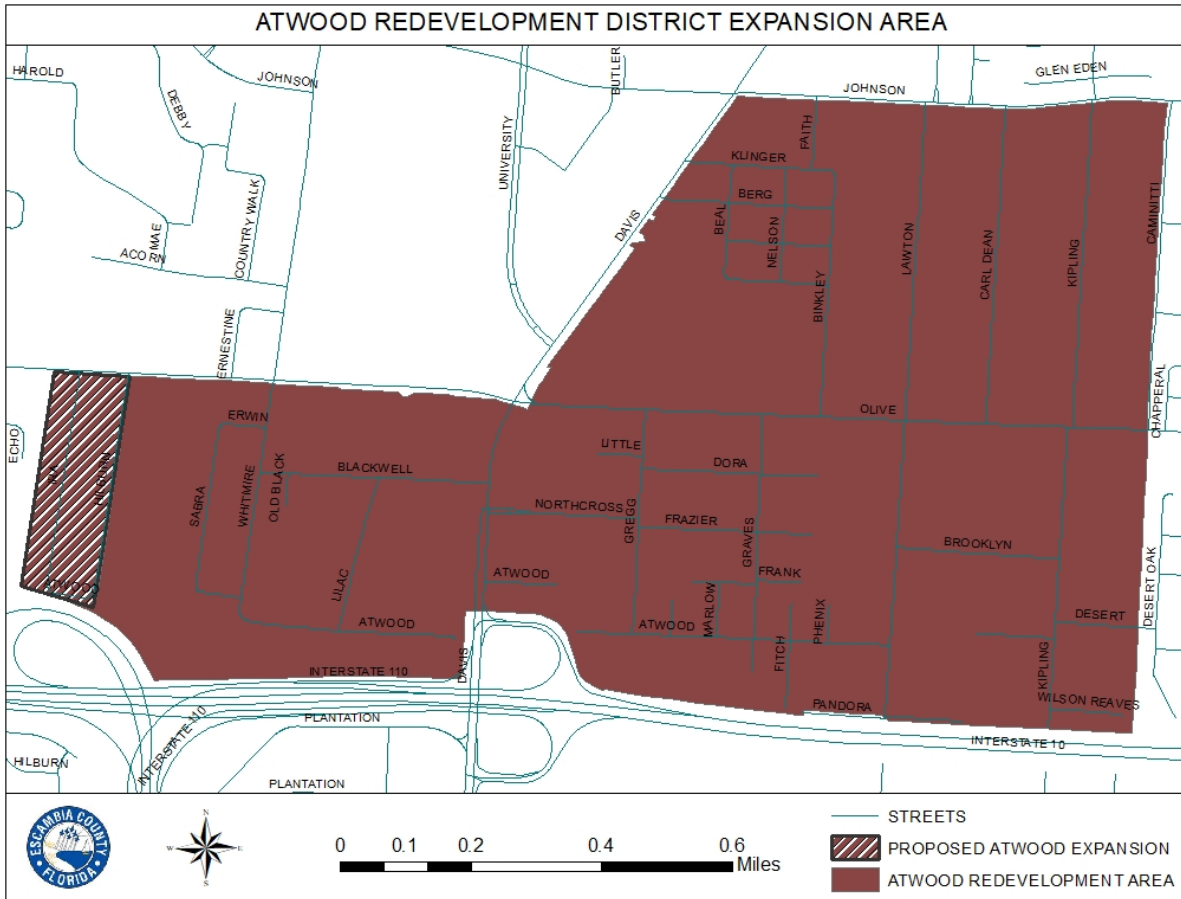 ATWOOD REDEVELOPMENT DISTRICT EXPANSION AREA
HAROLD
JOHNSON
BUTLER
GLEN EDEN
DEBBY
JOHNSON
UNIVERSITY
FAITH
KLINGER
BERG
BEAL
NELSON
DAVIS
CAMINITTI
COUNTRY WALK
MAE
ACORN
LAWTON
CARL DEAN
KIPLING
BINKLEY
ERNESTINE
CHAPPERAL
OLIVE
ERWIN
ECHO
LITTLE
DORA
INA
HILBURN
SABRA
WHITMIRE
OLD BLACK
BLACKWELL
NORTHCROSS
GREGG
FRAZIER
GRAVES
BROOKLYN
ATWOOD
FRANK
ATWOOD
LILAC
MARLOW
PHENIX
DESERT
DESERT OAK
ATWOOD
ATWOOD
FITCH
KIPLING
INTERSTATE 110
DAVIS
WILSON REAVES
PANDORA
INTERSTATE 110
PLANTATION
INTERSTATE 10
HILBURN
PLANTATION
ESCAMBIA COUNTY
FLORIDA
N
W
E
S
0 0.1 0.2 0.4 0.6
Miles
STREETS
PROPOSED ATWOOD EXPANSION
ATWOOD REDEVELOPMENT AREA